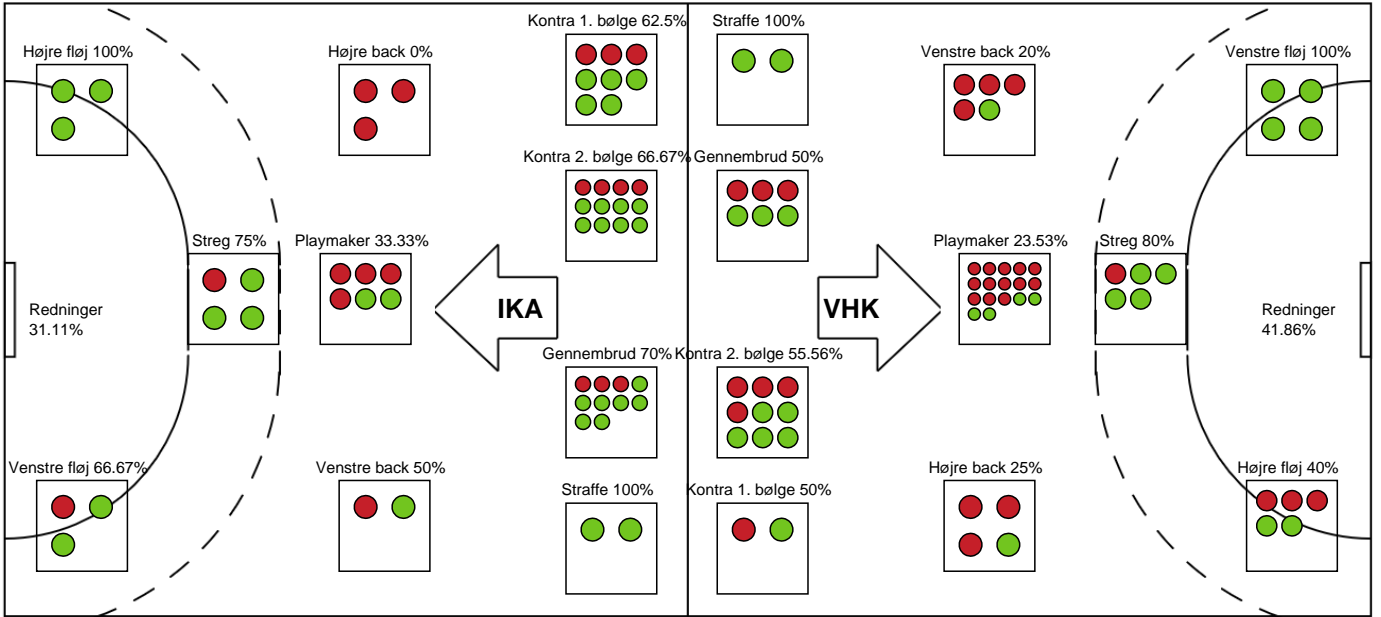 Kontra 1. bølge 62.5%
Straffe 100%
Højre fløj 100%
Højre back 0%
Venstre back 20%
Venstre fløj 100%
Kontra 2. bølge 66.67%
Gennembrud 50%
Streg 75%
Playmaker 33.33%
Playmaker 23.53%
Streg 80%
Redninger
31.11%
IKA
VHK
Redninger
41.86%
Gennembrud 70%
Kontra 2. bølge 55.56%
Venstre fløj 66.67%
Venstre back 50%
Højre back 25%
Højre fløj 40%
Straffe 100%
Kontra 1. bølge 50%